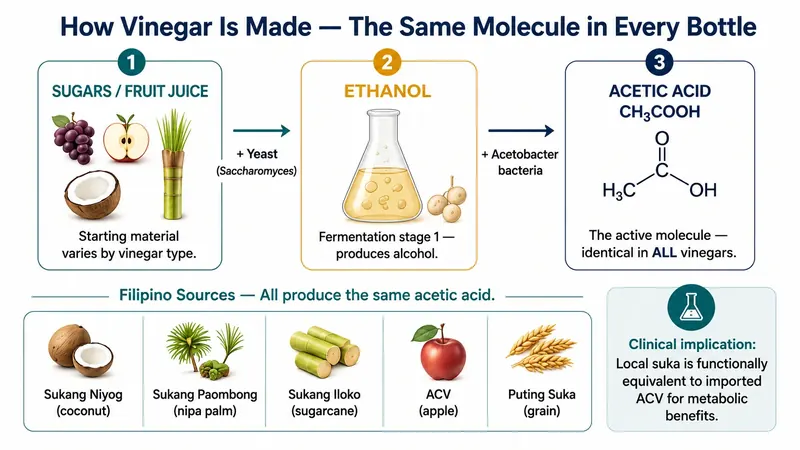 How Vinegar Is Made — The Same Molecule in Every Bottle
1
SUGARS / FRUIT JUICE
Starting material
varies by vinegar type.
+ Yeast
(Saccharomyces)
2
ETHANOL
Fermentation stage 1 —
produces alcohol.
+ Acetobacter
bacteria
3
ACETIC ACID
CH₃COOH
O
H₃C
OH
The active molecule —
identical in ALL vinegars.
Filipino Sources — All produce the same acetic acid.
Sukang Niyog
(coconut)
Sukang Paombong
(nipa palm)
Sukang Iloko
(sugarcane)
ACV
(apple)
Puting Suka
(grain)
Clinical implication:
Local suka is functionally
equivalent to imported
ACV for metabolic
benefits.